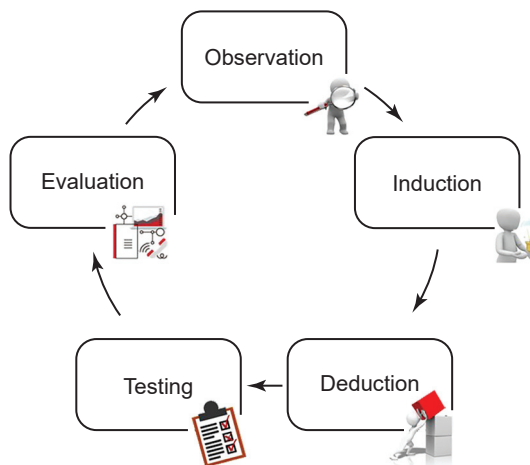 Observation
Induction
Deduction
Testing
Evaluation